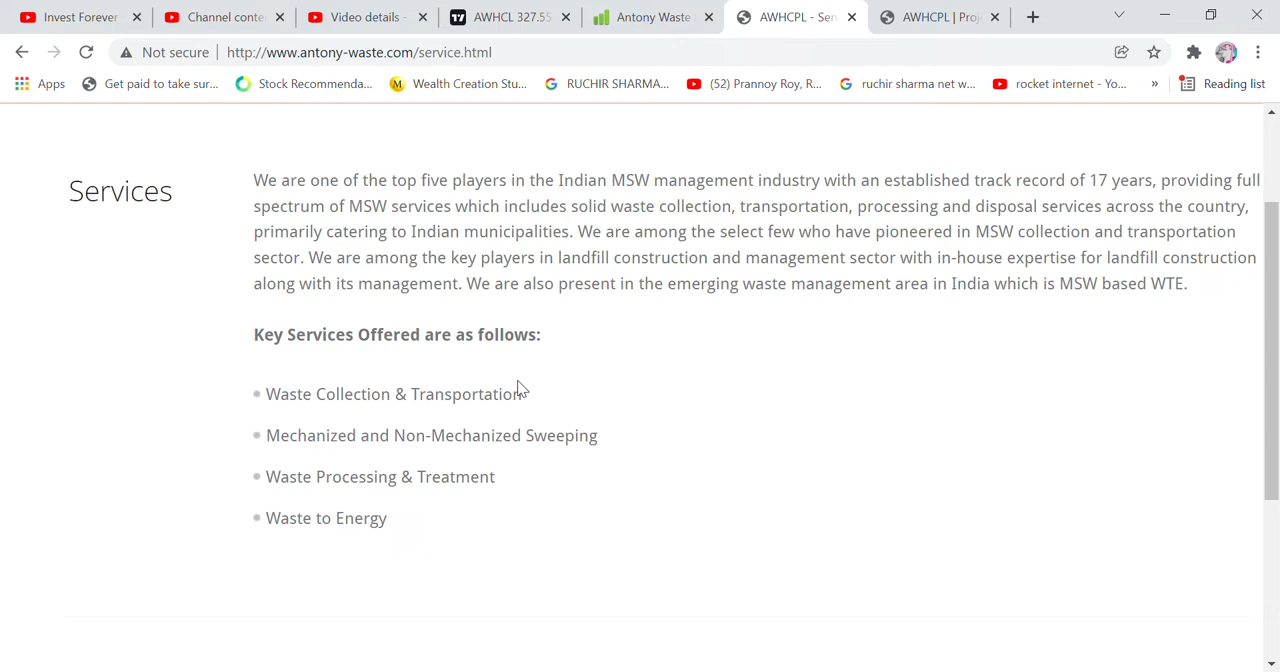 Invest Forever
Channel conte
Video details -
AWHCL 327.55
Antony Waste
AWHCPL - Ser
AWHCPL | Proj
Not secure
http://www.antony-waste.com/service.html
Apps
Get paid to take sur...
Stock Recommenda...
M
Wealth Creation Stu...
RUCHIR SHARMA...
(52) Prannoy Roy, R...
ruchir sharma net w...
rocket internet - Yo...
»
Reading list
Services
We are one of the top five players in the Indian MSW management industry with an established track record of 17 years, providing full
spectrum of MSW services which includes solid waste collection, transportation, processing and disposal services across the country,
primarily catering to Indian municipalities. We are among the select few who have pioneered in MSW collection and transportation
sector. We are among the key players in landfill construction and management sector with in-house expertise for landfill construction
along with its management. We are also present in the emerging waste management area in India which is MSW based WTE.
Key Services Offered are as follows:
Waste Collection & Transportation
Mechanized and Non-Mechanized Sweeping
Waste Processing & Treatment
Waste to Energy